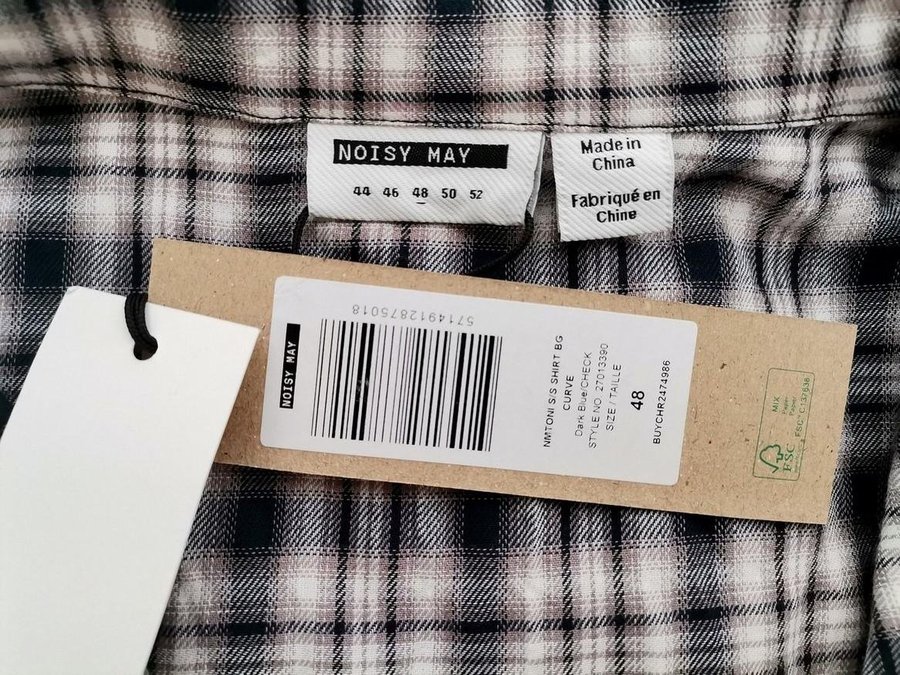 NOISY MAY
44 46 48 50 52
Made in
China
Fabriqué en
Chine
NOISY MAY
5714912875018
NMTONI S/S SHIRT BG
CURVE
Dark Blue/CHECK
STYLE NO. 27013390
SIZE / TAILLE
48
BUYCHR2474986
MIX
Paper
FSC